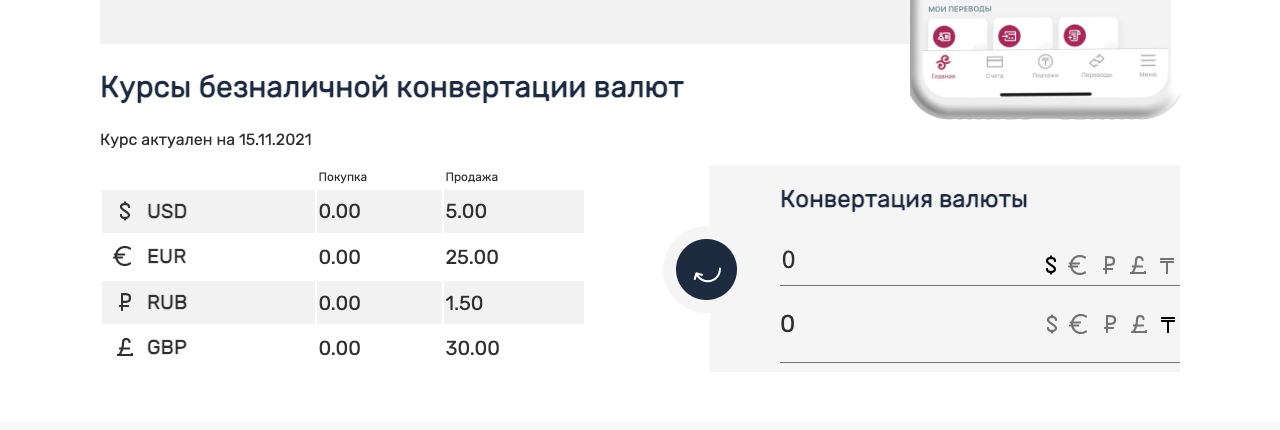 МОИ ПЕРЕВОДЫ
Главная Счета Платежи Переводы Меню
Курсы безналичной конвертации валют
Курс актуален на 15.11.2021
Покупка Продажа
$ USD 0.00 5.00
€ EUR 0.00 25.00
₽ RUB 0.00 1.50
£ GBP 0.00 30.00
Конвертация валюты
0 $ € ₽ £ ₸
0 $ € ₽ £ ₸